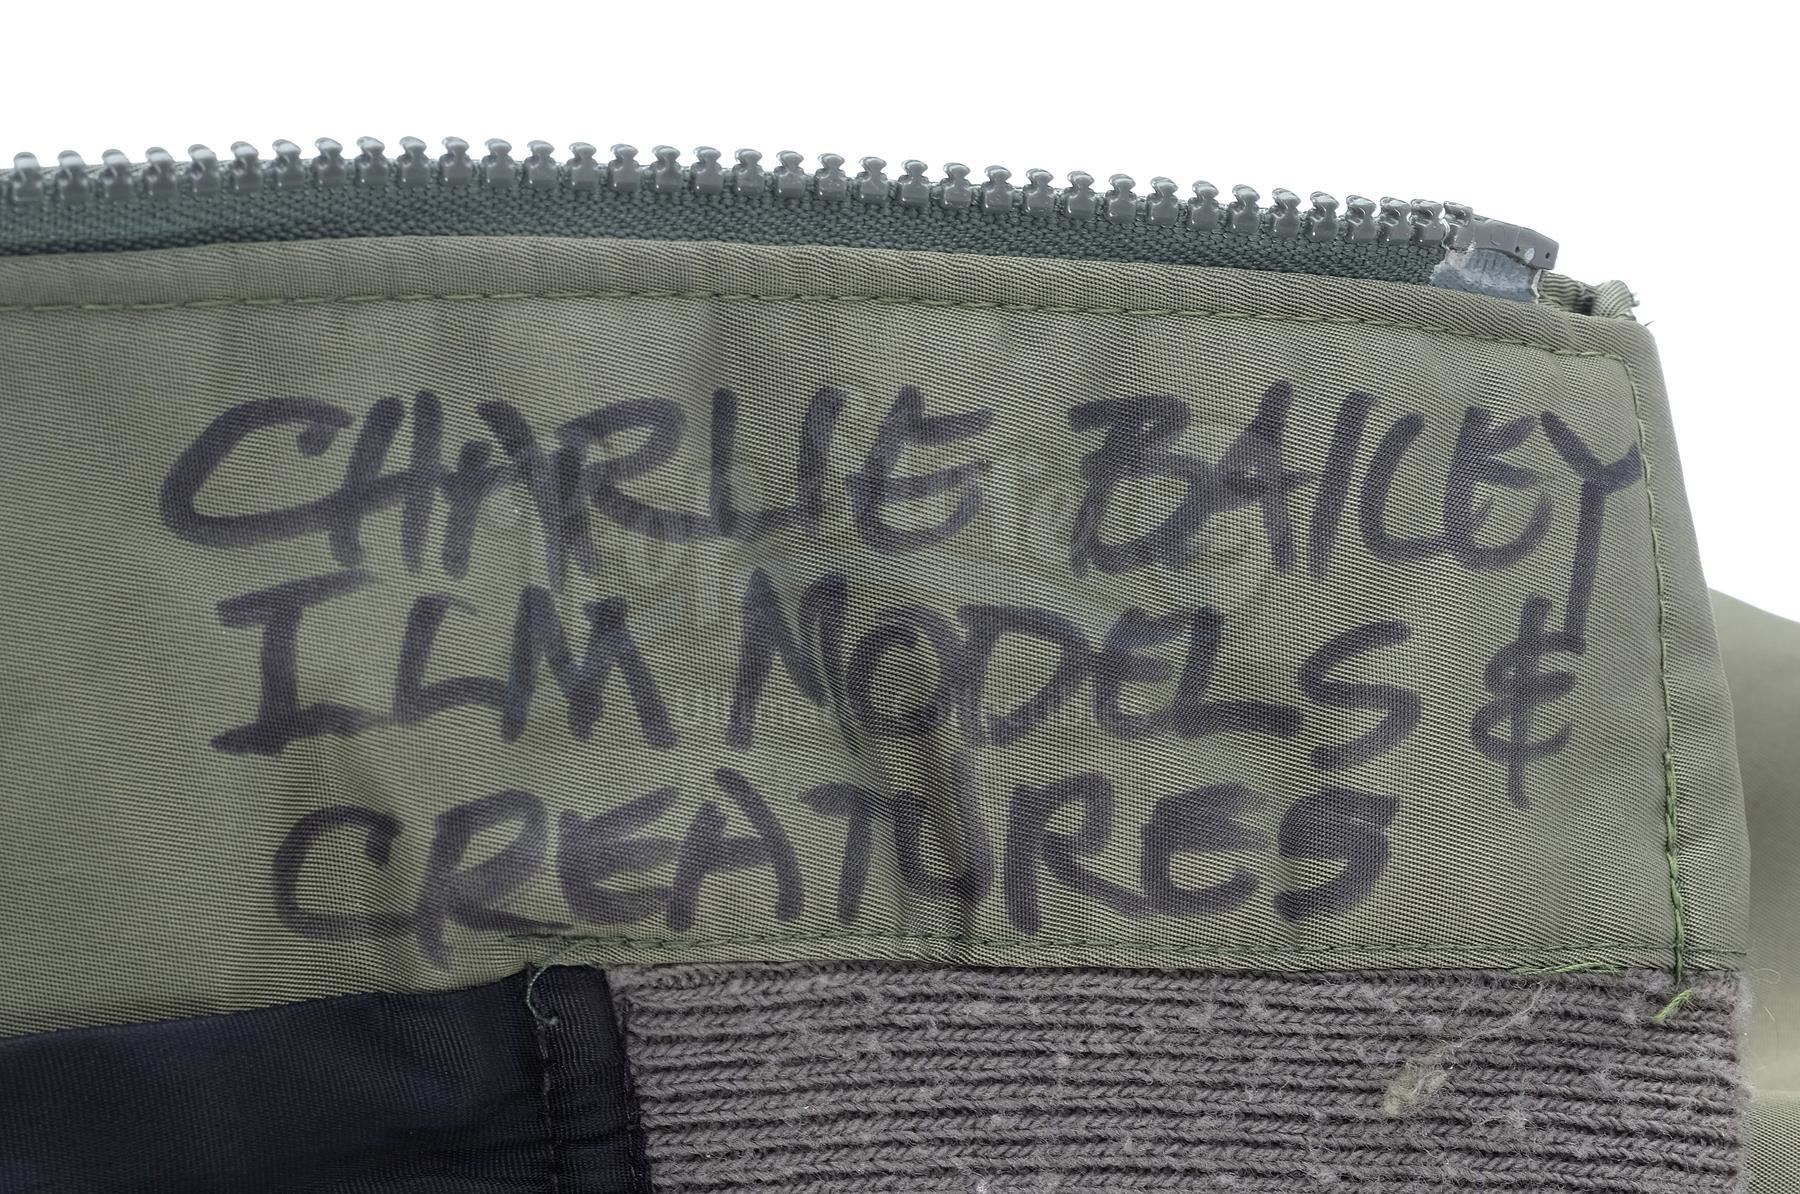 CHARLIE BAILEY
ILM MODELS &
CREATURES